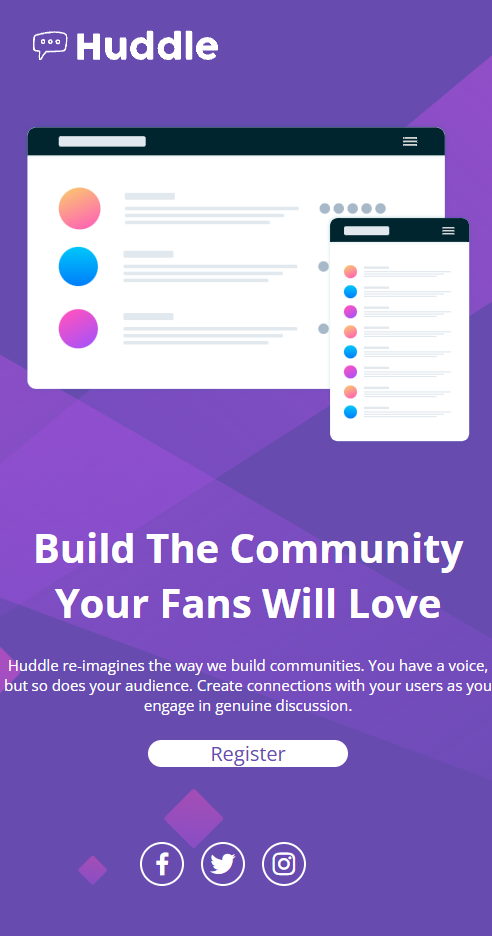 Huddle
Build The Community
Your Fans Will Love
Huddle re-imagines the way we build communities. You have a voice,
but so does your audience. Create connections with your users as you
engage in genuine discussion.
Register